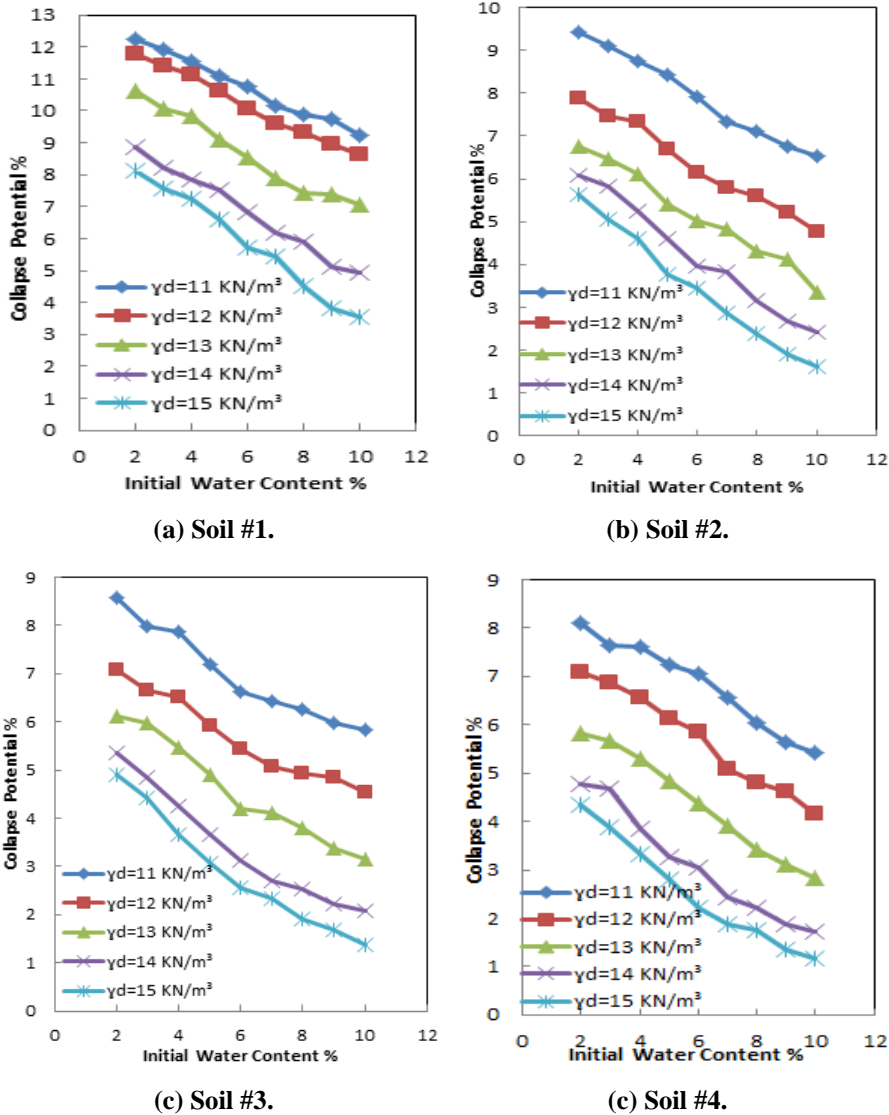 13
12
11
10
9
8
7
6
5
4
3
2
1
0
Collapse Potential %
γd=11 KN/m³
γd=12 KN/m³
γd=13 KN/m³
γd=14 KN/m³
γd=15 KN/m³
0 2 4 6 8 10 12
Initial Water Content %
(a) Soil #1.
10
9
8
7
6
5
4
3
2
1
0
Collapse Potential %
γd=11 KN/m³
γd=12 KN/m³
γd=13 KN/m³
γd=14 KN/m³
γd=15 KN/m³
0 2 4 6 8 10 12
Initial Water Content %
(b) Soil #2.
9
8
7
6
5
4
3
2
1
0
Collapse Potential %
γd=11 KN/m³
γd=12 KN/m³
γd=13 KN/m³
γd=14 KN/m³
γd=15 KN/m³
0 2 4 6 8 10 12
Initial Water Content %
(c) Soil #3.
9
8
7
6
5
4
3
2
1
0
Collapse Potential %
γd=11 KN/m³
γd=12 KN/m³
γd=13 KN/m³
γd=14 KN/m³
γd=15 KN/m³
0 2 4 6 8 10 12
Initial Water Content %
(c) Soil #4.